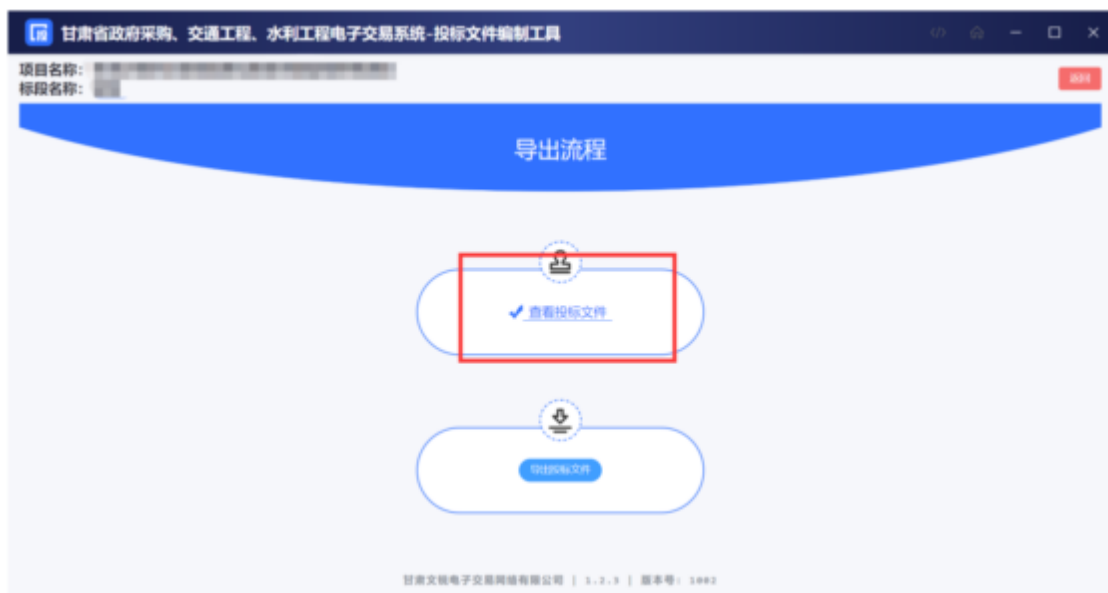 甘肃省政府采购、交通工程、水利工程电子交易系统-投标文件编制工具
项目名称：
标段名称：
返回
导出流程
查看投标文件
导出投标文件
甘肃文锐电子交易网络有限公司 | 1.2.3 | 版本号: 1002